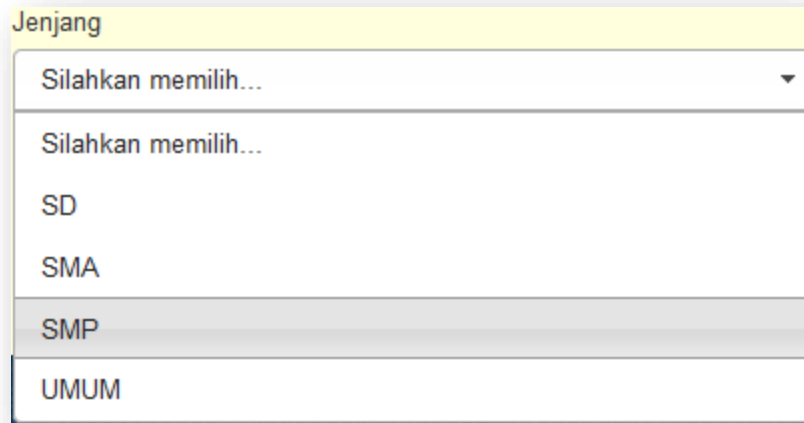 Jenjang
Silahkan memilih...
Silahkan memilih...
SD
SMA
SMP
UMUM